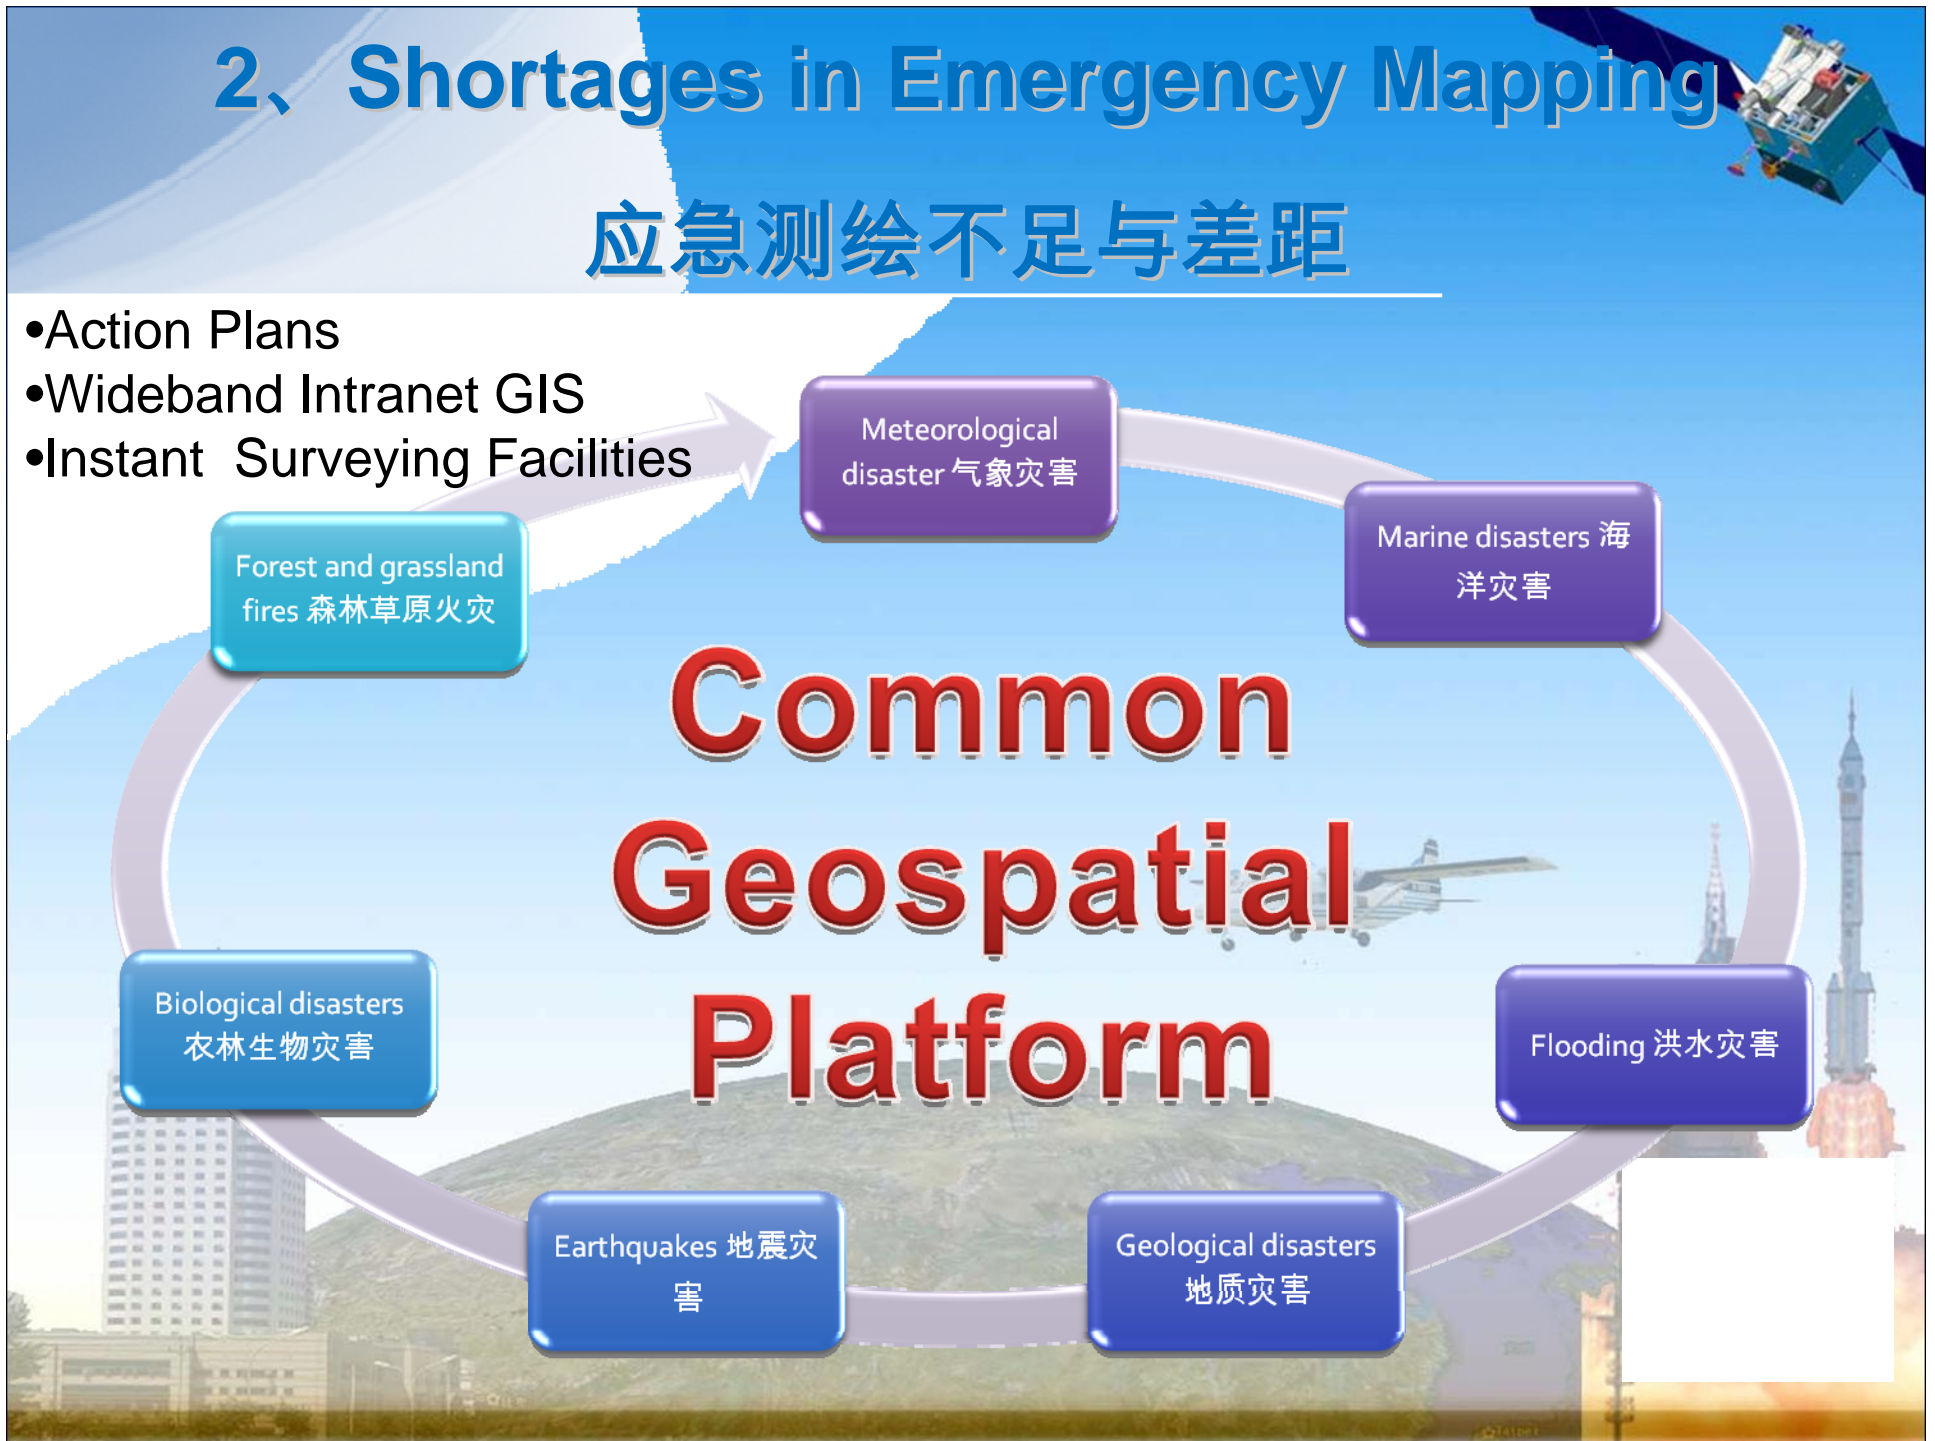 2、Shortages in Emergency Mapping
应急测绘不足与差距
•Action Plans
•Wideband Intranet GIS
•Instant Surveying Facilities
Meteorological
disaster 气象灾害
Marine disasters 海
洋灾害
Flooding 洪水灾害
Geological disasters
地质灾害
Earthquakes 地震灾
害
Biological disasters
农林生物灾害
Forest and grassland
fires 森林草原火灾
Common
Geospatial
Platform